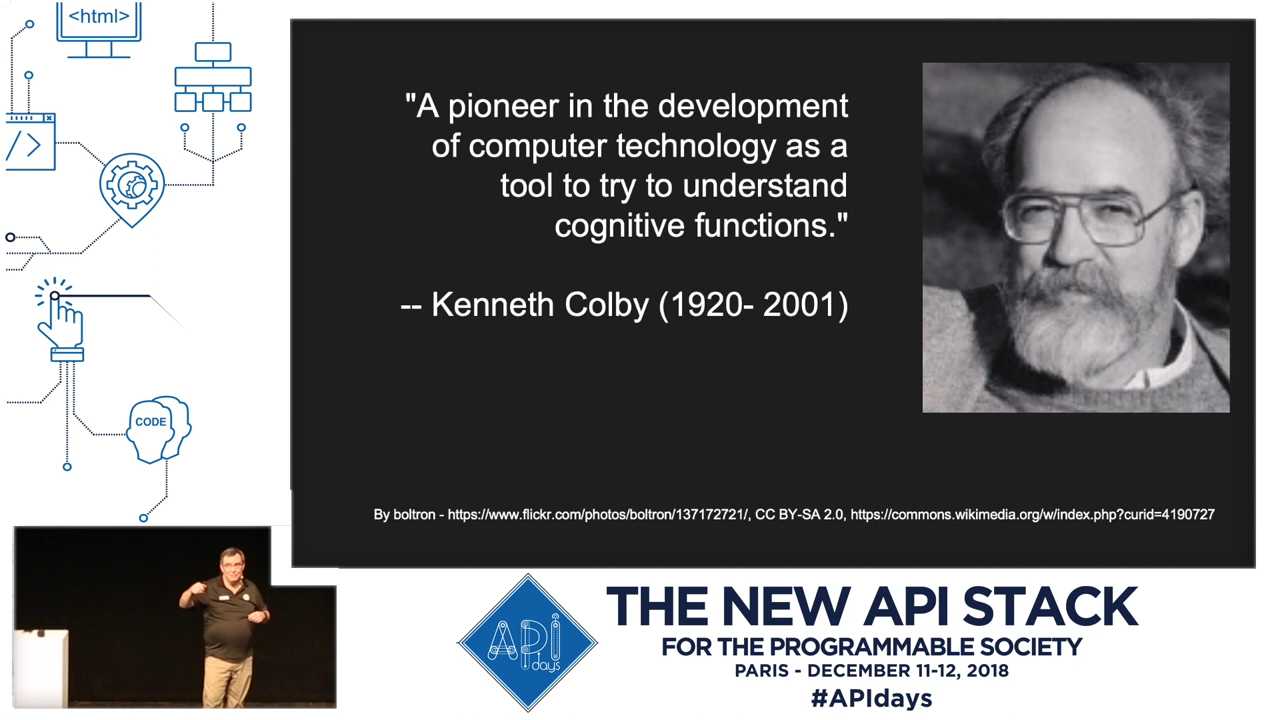 <html>
/>
CODE
"A pioneer in the development
of computer technology as a
tool to try to understand
cognitive functions."
-- Kenneth Colby (1920- 2001)
By boltron - https://www.flickr.com/photos/boltron/137172721/, CC BY-SA 2.0, https://commons.wikimedia.org/w/index.php?curid=4190727
APi
days
THE NEW API STACK
FOR THE PROGRAMMABLE SOCIETY
PARIS - DECEMBER 11-12, 2018
#APIdays